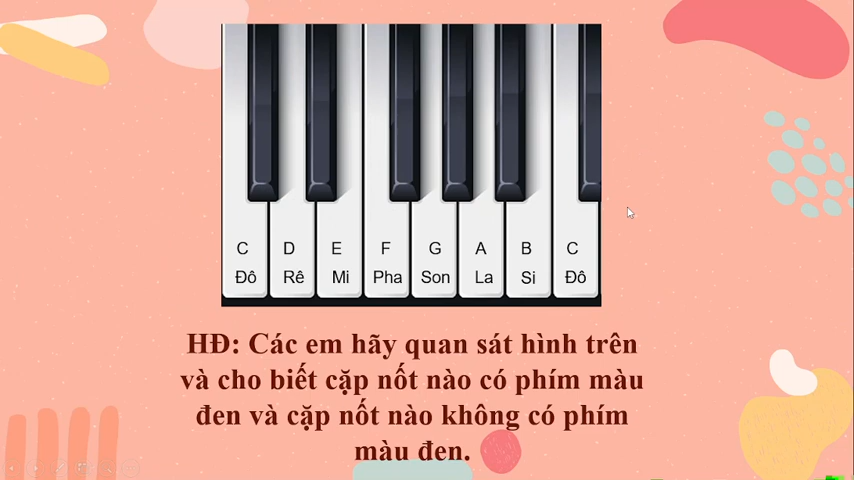 C D E F G A B C
Đô Rê Mi Pha Son La Si Đô
HĐ: Các em hãy quan sát hình trên
và cho biết cặp nốt nào có phím màu
đen và cặp nốt nào không có phím
màu đen.